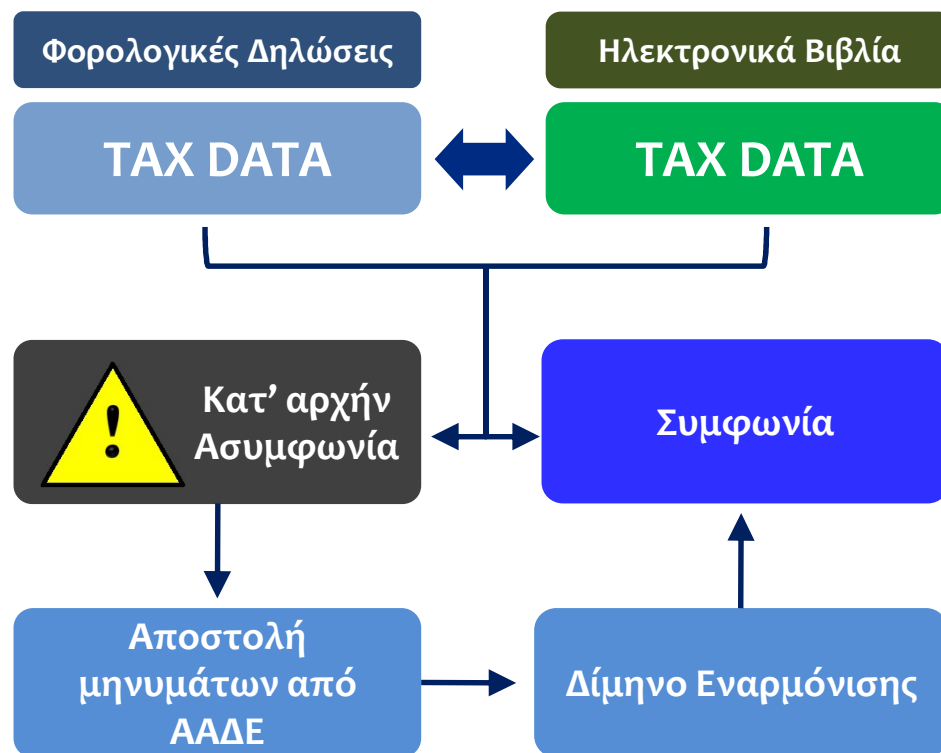 Φορολογικές Δηλώσεις
Ηλεκτρονικά Βιβλία
TAX DATA
TAX DATA
!
Κατ’ αρχήν
Ασυμφωνία
Συμφωνία
Αποστολή
μηνυμάτων από
ΑΑΔΕ
Δίμηνο Εναρμόνισης